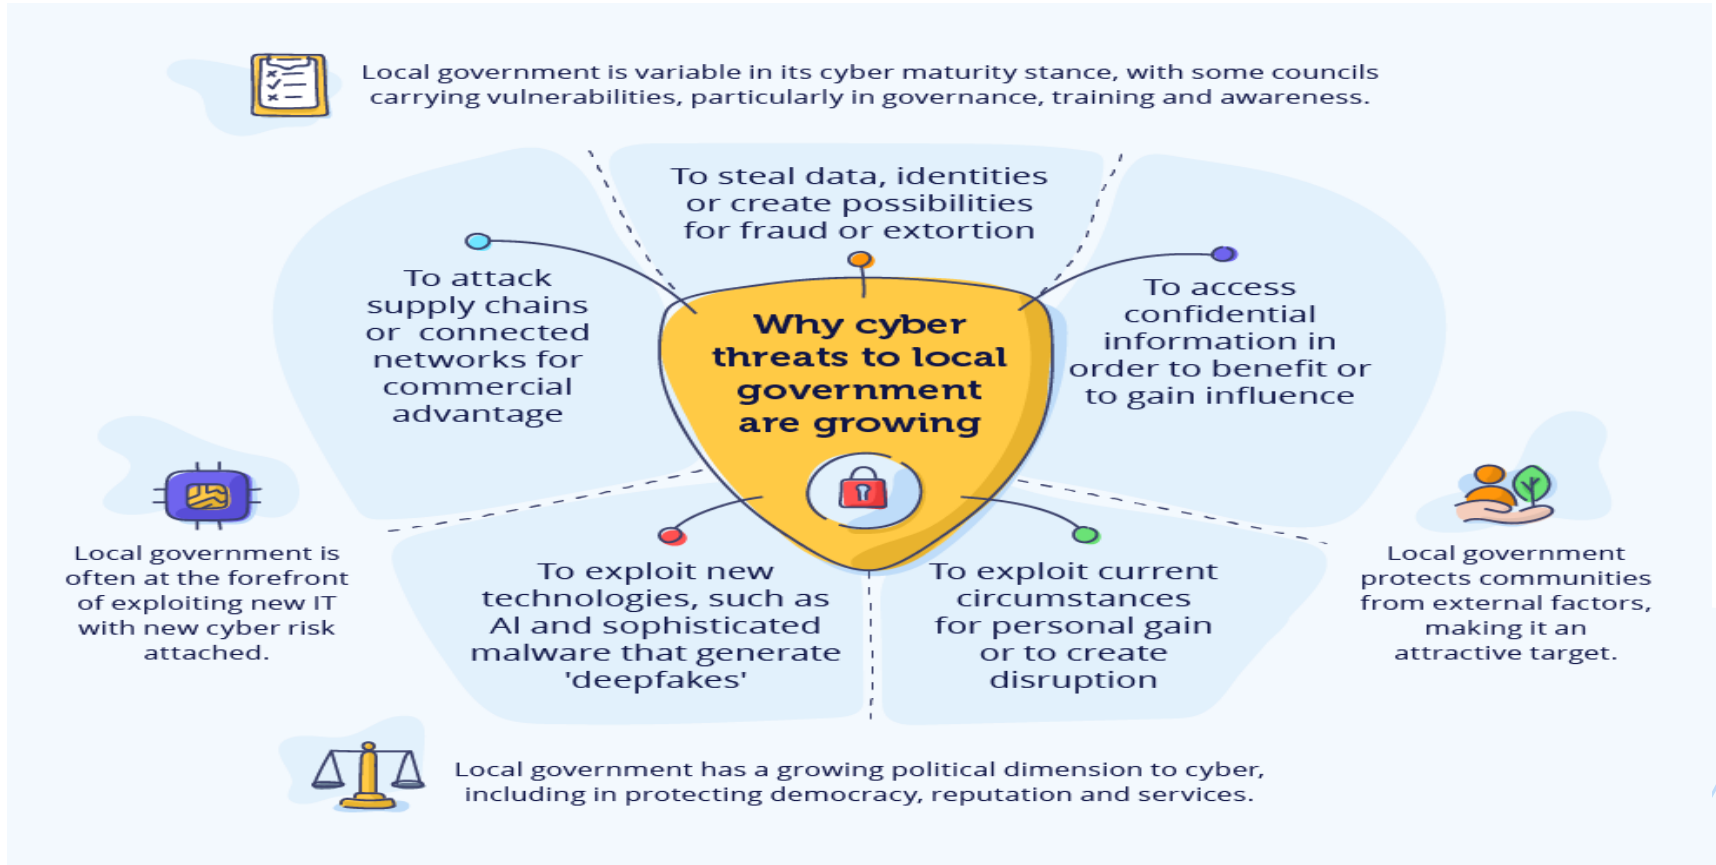 Local government is variable in its cyber maturity stance, with some councils
carrying vulnerabilities, particularly in governance, training and awareness.
To steal data, identities
or create possibilities
for fraud or extortion
To attack
supply chains
or connected
networks for
commercial
advantage
Why cyber
threats to local
government
are growing
To access
confidential
information in
order to benefit or
to gain influence
Local government is
often at the forefront
of exploiting new IT
with new cyber risk
attached.
To exploit new
technologies, such as
AI and sophisticated
malware that generate
'deepfakes'
To exploit current
circumstances
for personal gain
or to create
disruption
Local government
protects communities
from external factors,
making it an
attractive target.
Local government has a growing political dimension to cyber,
including in protecting democracy, reputation and services.